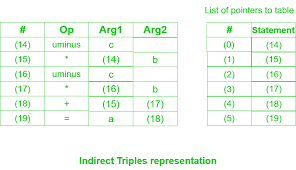 List of pointers to table
# Op Arg1 Arg2 # Statement
(14) uminus c (0) (14)
(15) * (14) b (1) (15)
(16) uminus c (2) (16)
(17) * (16) b (3) (17)
(18) + (15) (17) (4) (18)
(19) = a (18) (5) (19)
Indirect Triples representation